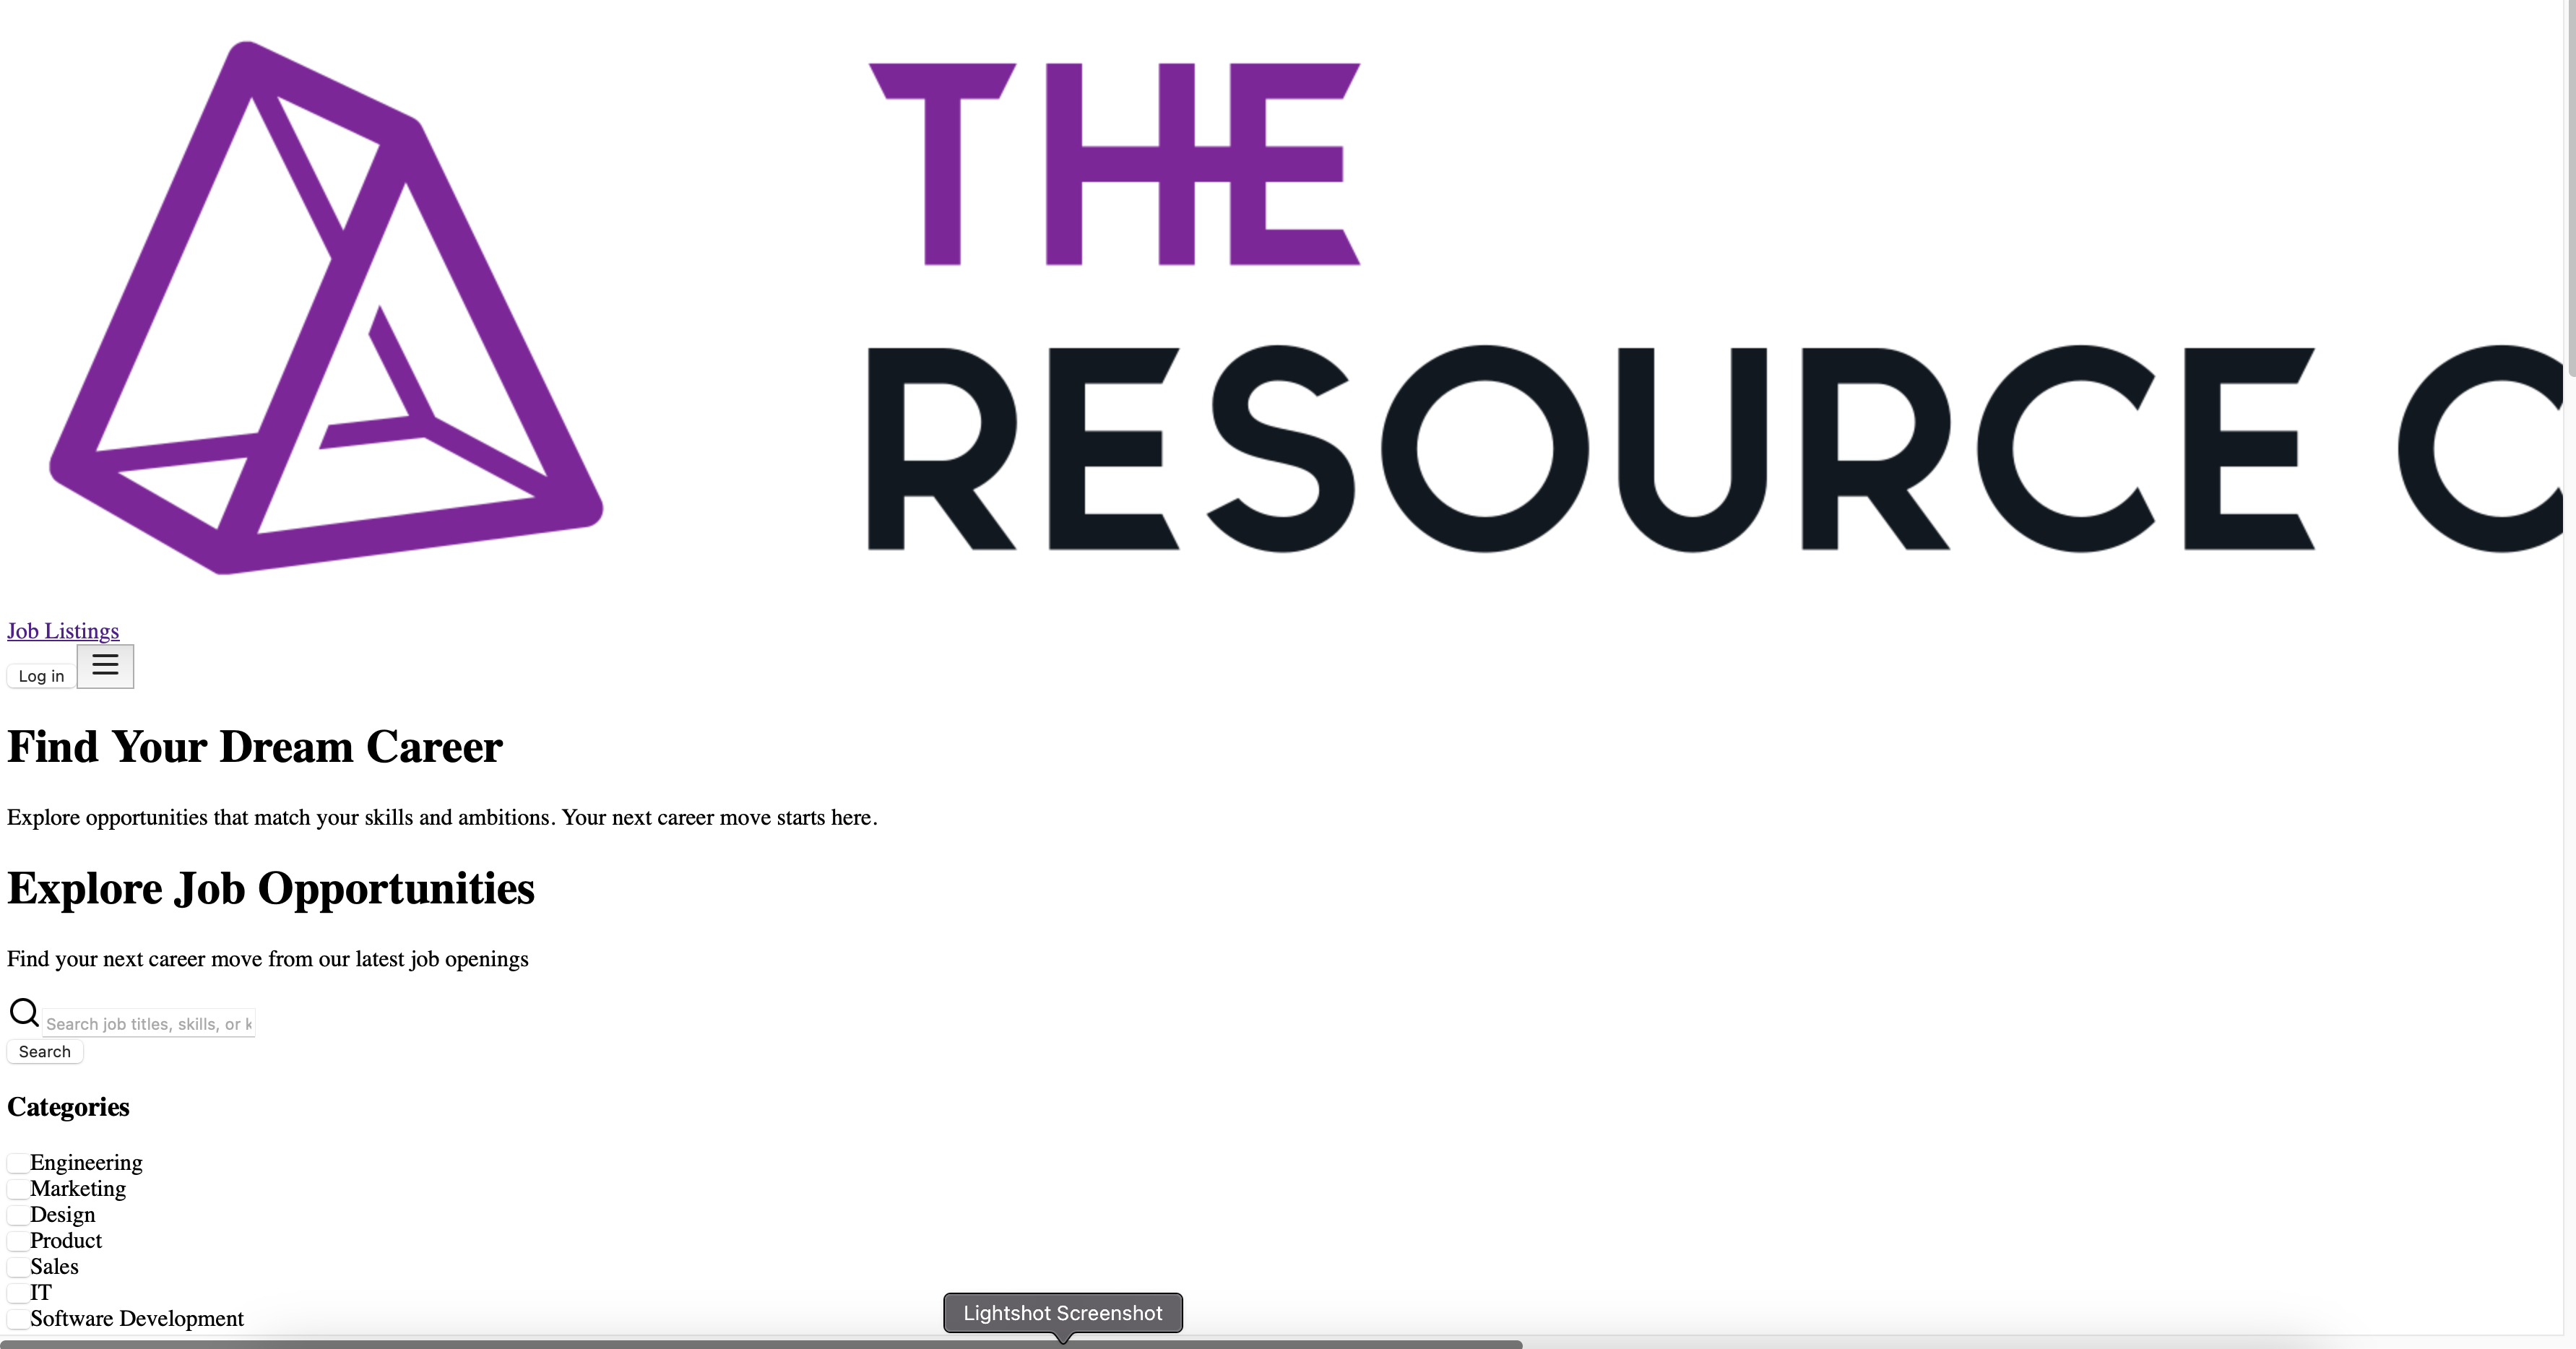 THE
RESOURCE C
Job Listings
Log in
Find Your Dream Career
Explore opportunities that match your skills and ambitions. Your next career move starts here.
Explore Job Opportunities
Find your next career move from our latest job openings
Search job titles, skills, or k
Search
Categories
Engineering
Marketing
Design
Product
Sales
IT
Software Development
Lightshot Screenshot